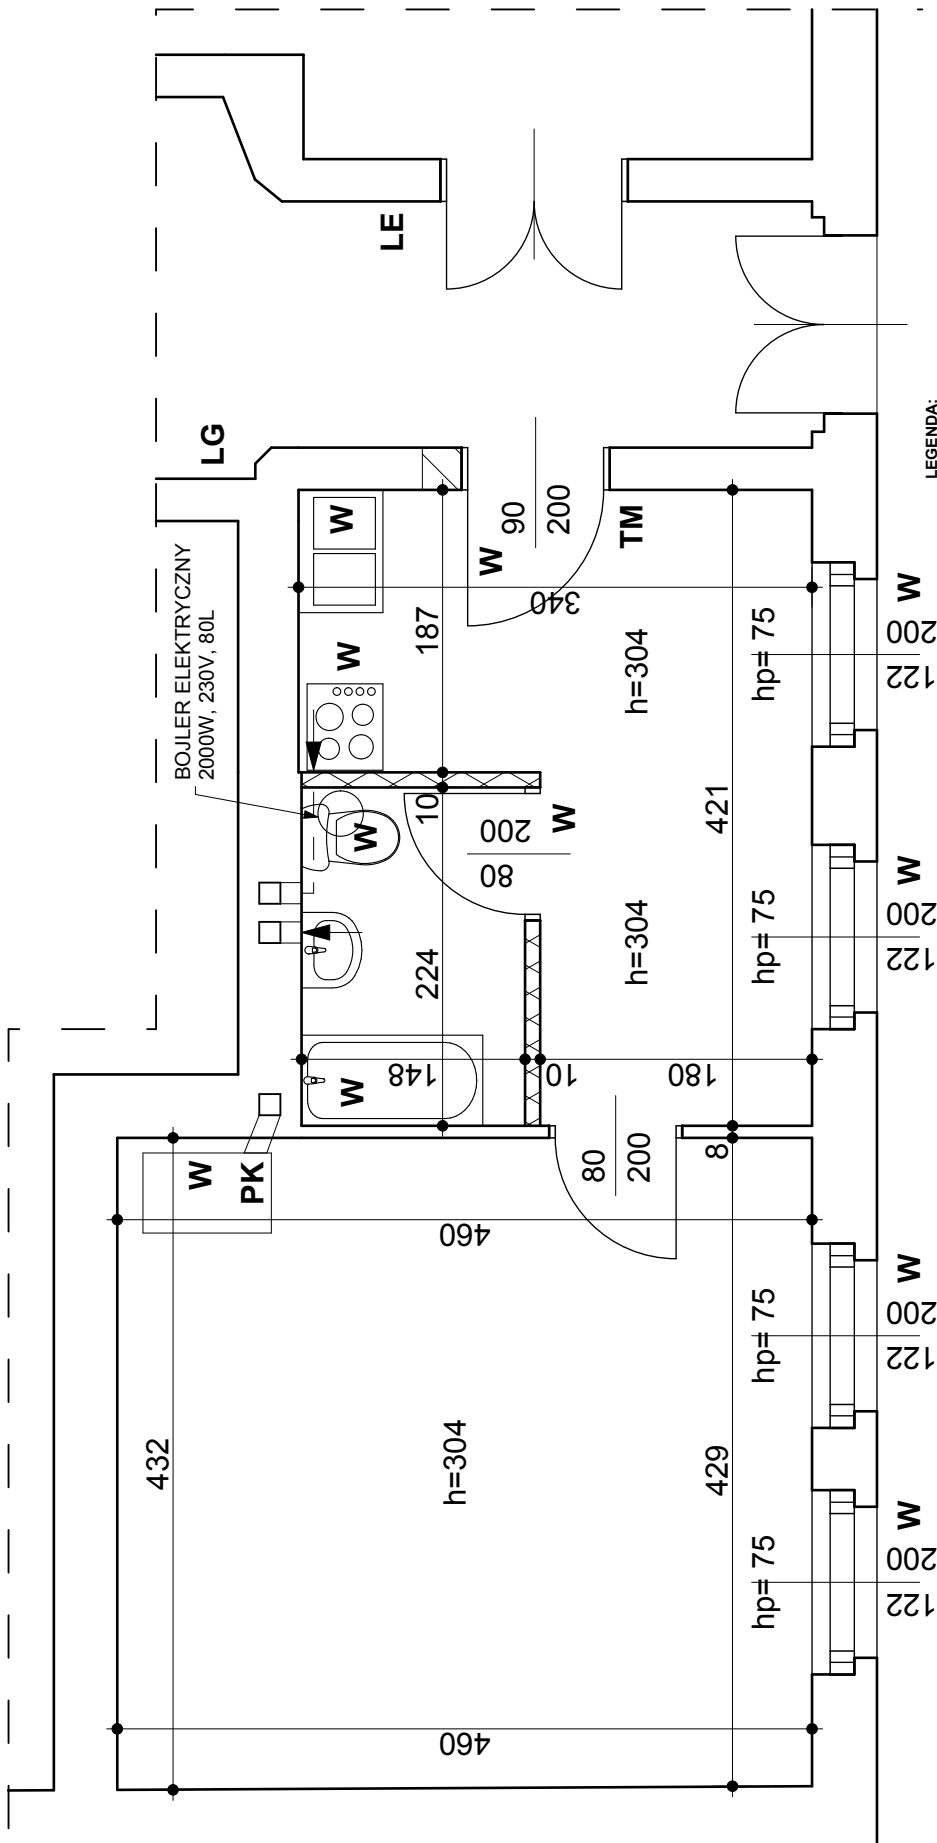 LE
LG
BOJLER ELEKTRYCZNY
2000W, 230V, 80L
W
W
W
90
200
TM
187
340
h=304
hp= 75
122
200
W
10
W
80
200
W
421
224
h=304
hp= 75
122
200
W
W
148
10
180
80
200
8
W
PK
460
432
h=304
429
hp= 75
122
200
W
hp= 75
122
200
W
460
LEGENDA: